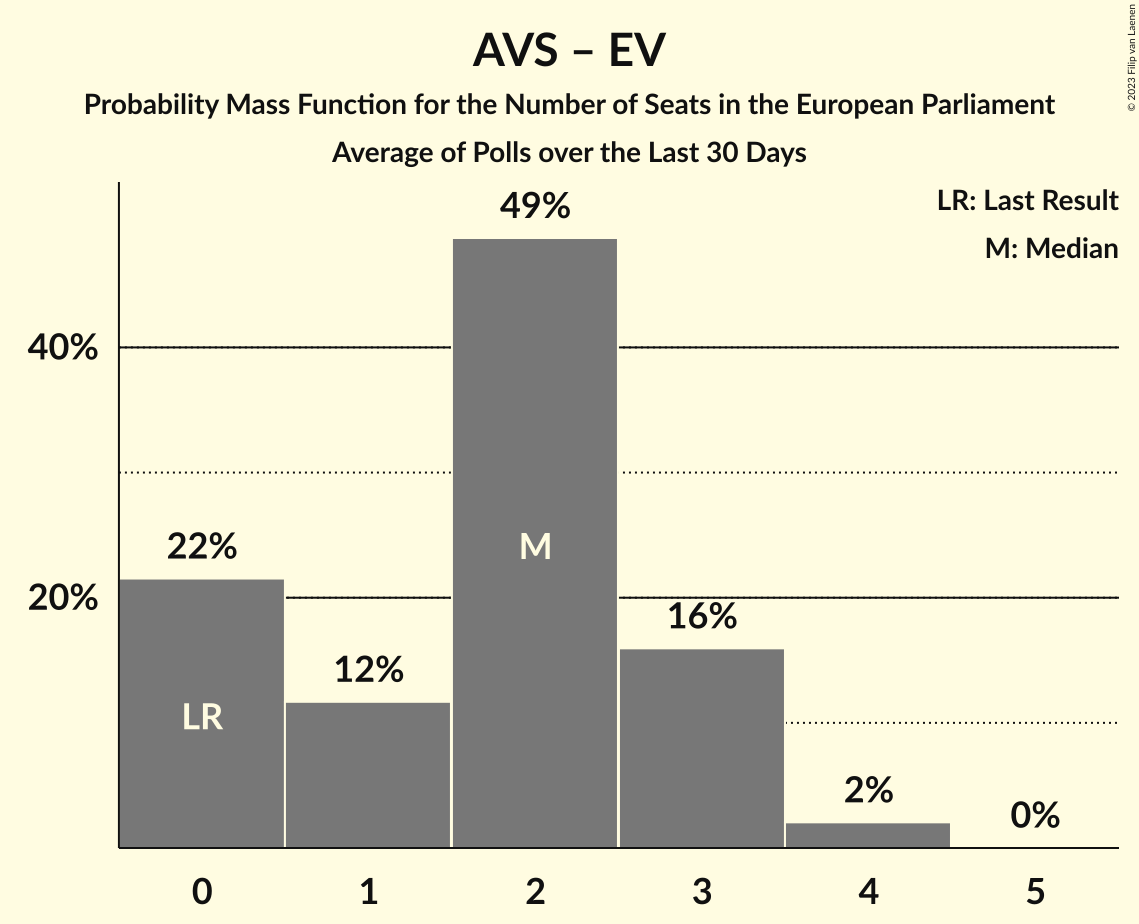 AVS – EV
Probability Mass Function for the Number of Seats in the European Parliament
Average of Polls over the Last 30 Days
© 2023 Filip van Laenen
LR: Last Result
M: Median
49%
40%
22%
M
20%
16%
12%
LR
2%
0%
0 1 2 3 4 5